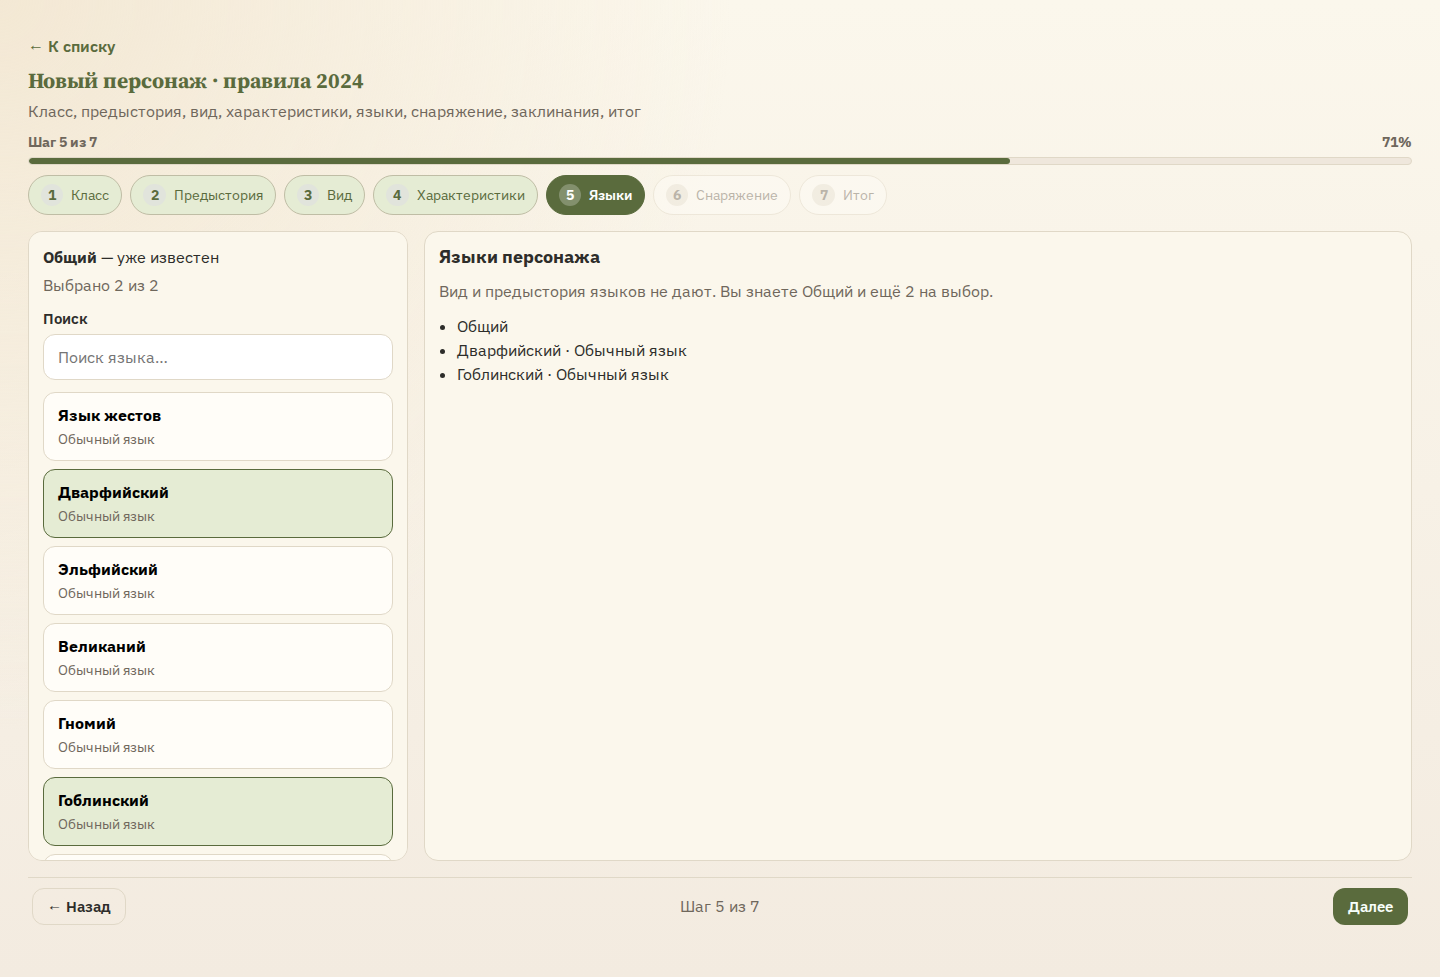 ← К списку
Новый персонаж · правила 2024
Класс, предыстория, вид, характеристики, языки, снаряжение, заклинания, итог
Шаг 5 из 7
71%
1 Класс
2 Предыстория
3 Вид
4 Характеристики
5 Языки
6 Снаряжение
7 Итог
Общий — уже известен
Выбрано 2 из 2
Поиск
Поиск языка...
Язык жестов
Обычный язык
Дварфийский
Обычный язык
Эльфийский
Обычный язык
Великаний
Обычный язык
Гномий
Обычный язык
Гоблинский
Обычный язык
Языки персонажа
Вид и предыстория языков не дают. Вы знаете Общий и ещё 2 на выбор.
• Общий
• Дварфийский · Обычный язык
• Гоблинский · Обычный язык
← Назад
Шаг 5 из 7
Далее